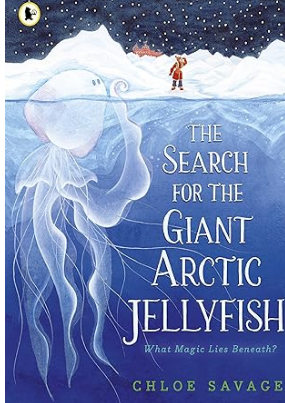 THE
SEARCH
FOR THE
GIANT
ARCTIC
JELLYFISH
What Magic Lies Beneath?
CHLOE SAVAGE